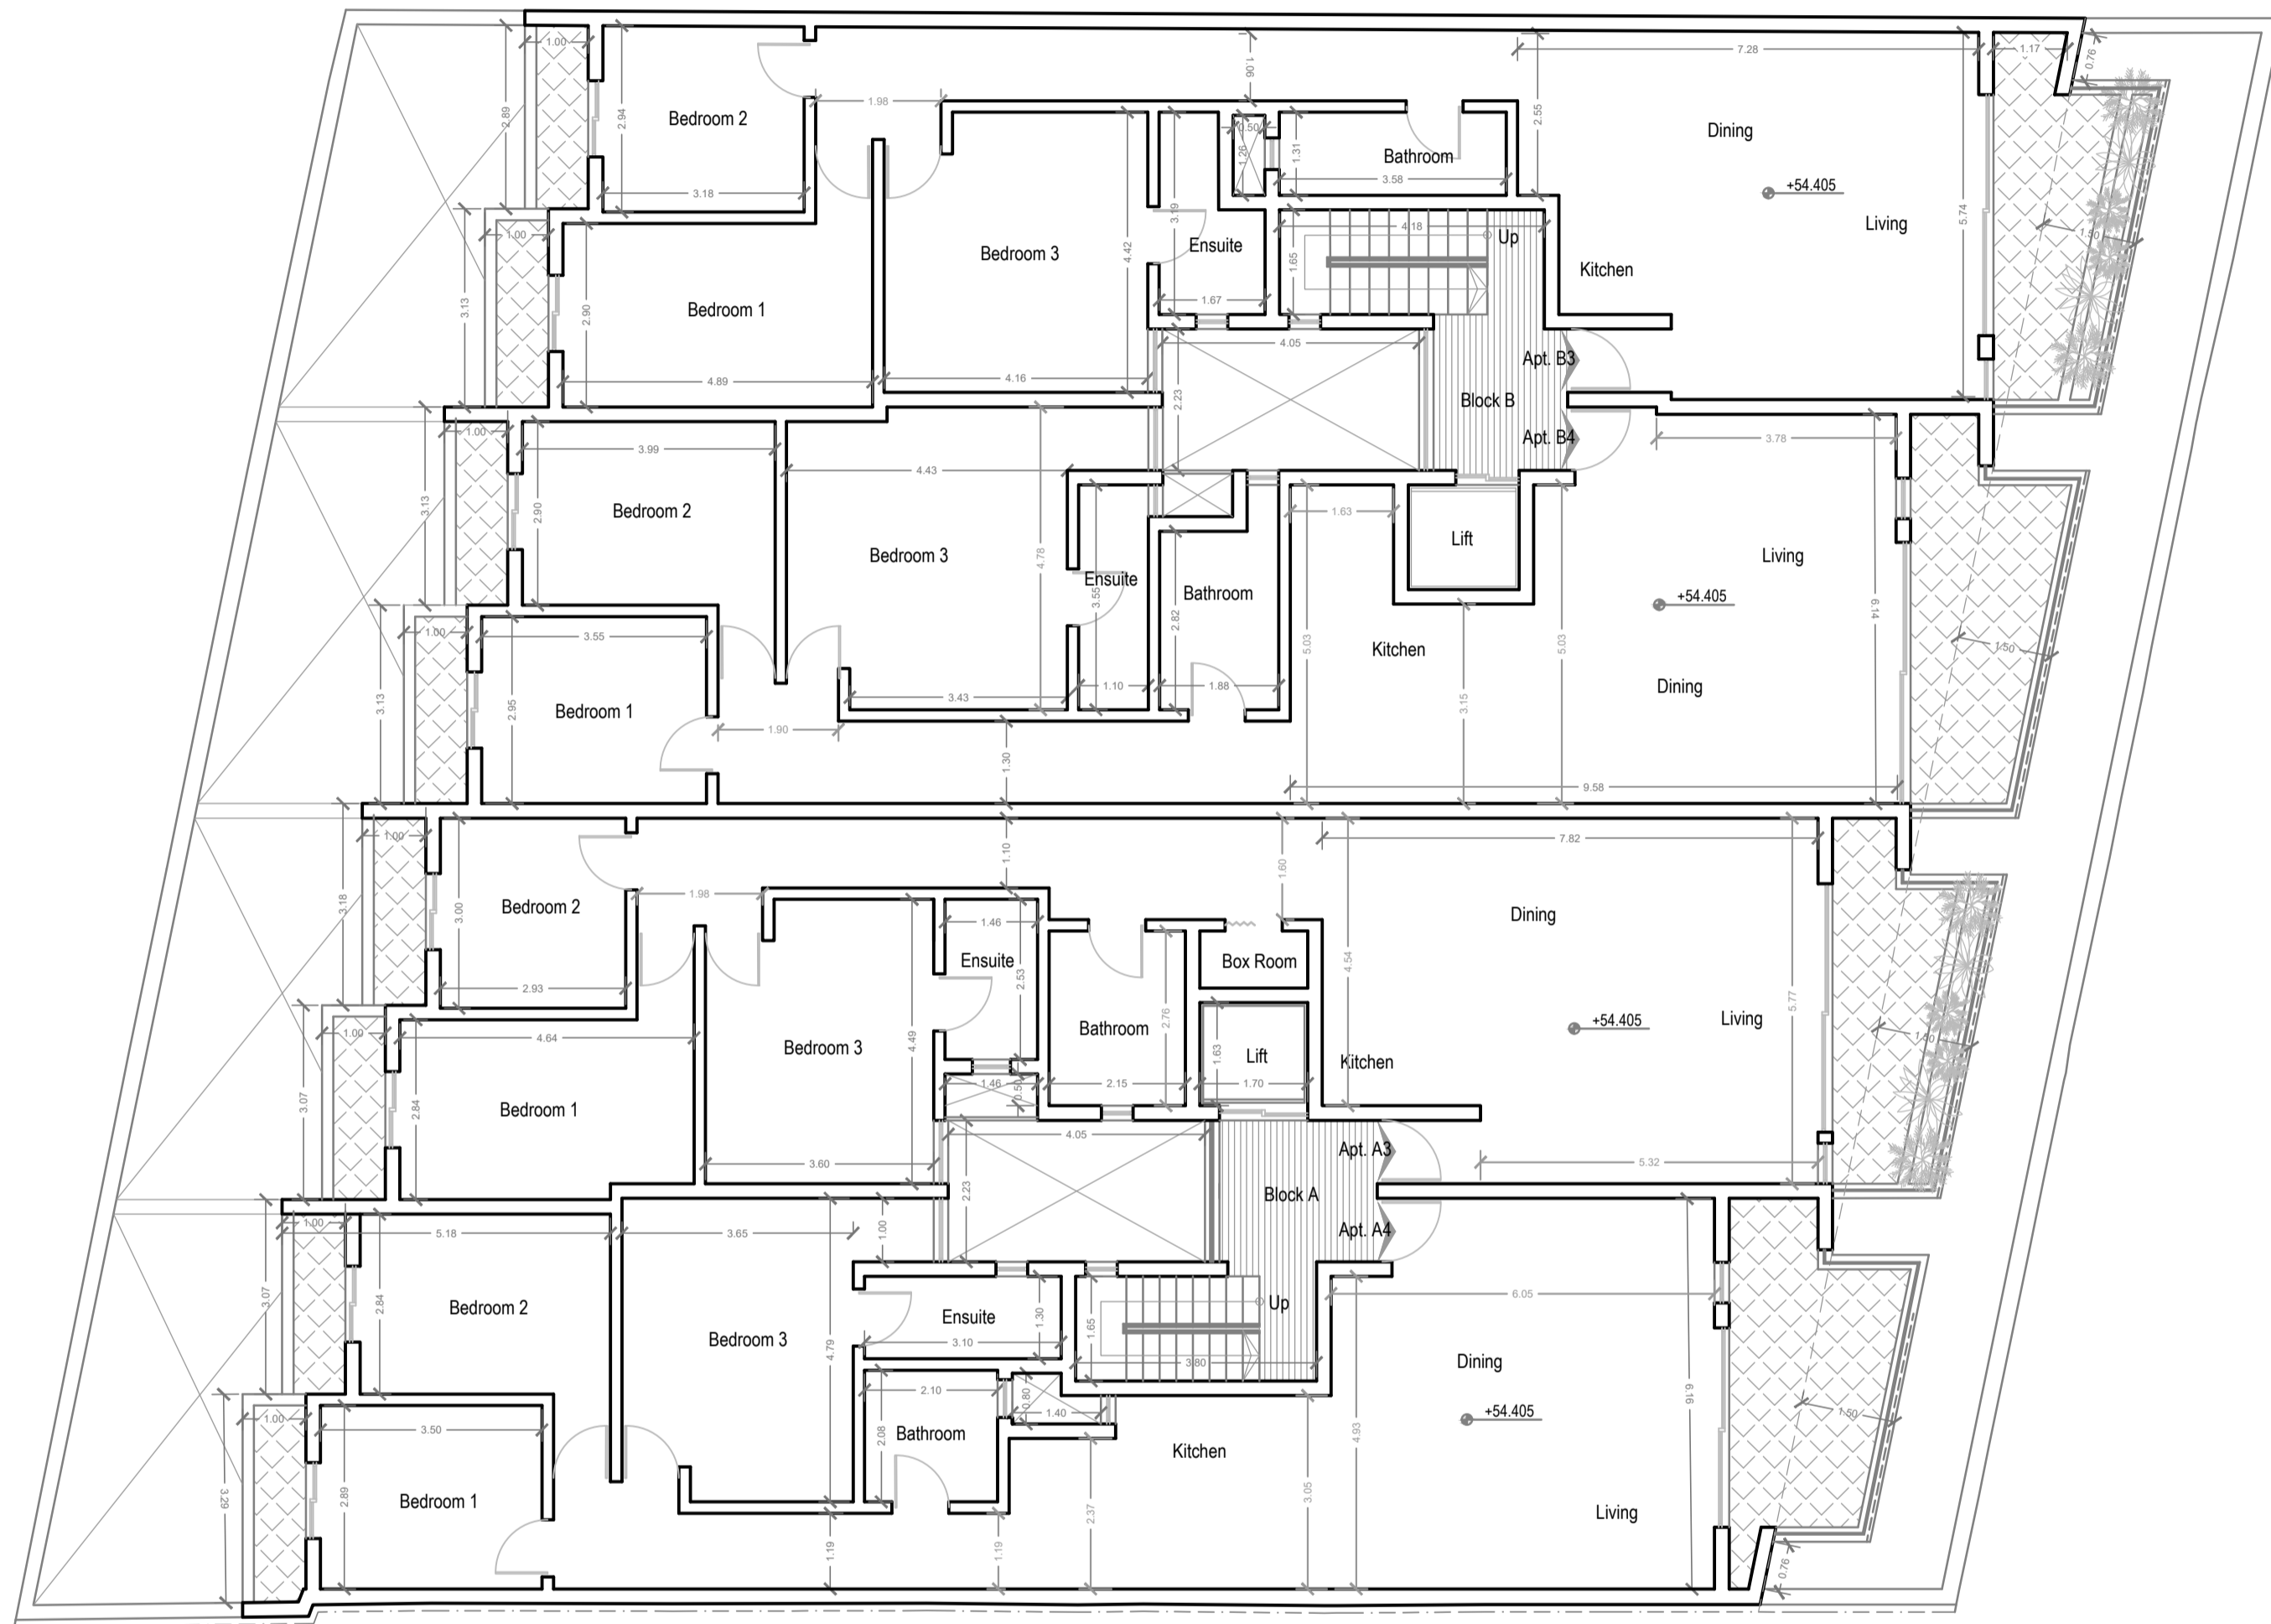 1.00
2.89
2.94
Bedroom 2
3.18
1.98
1.06
7.28
1.17
0.76
2.55
Dining
0.50
1.26
1.31
Bathroom
3.58
+54.405
5.74
Living
1.50
3.13
1.00
2.90
Bedroom 1
4.89
Bedroom 3
4.42
4.16
3.19
Ensuite
1.67
1.65
4.18
Up
Kitchen
4.05
2.23
Apt. B3
Block B
Apt. B4
3.78
3.13
1.00
3.99
2.90
Bedroom 2
4.43
Bedroom 3
4.78
3.43
Ensuite
3.55
1.10
Bathroom
2.82
1.88
1.63
Lift
5.03
Kitchen
3.15
5.03
Living
+54.405
Dining
6.14
1.50
9.58
3.13
1.00
3.55
2.95
Bedroom 1
1.90
1.30
3.18
1.00
3.00
Bedroom 2
2.93
1.98
1.10
1.60
7.82
4.54
Dining
1.46
Ensuite
2.53
Box Room
Bathroom
2.76
2.15
1.63
Lift
1.70
Kitchen
+54.405
Living
5.77
1.50
3.07
1.00
4.64
2.84
Bedroom 1
Bedroom 3
4.49
3.60
1.46
0.50
4.05
2.23
Apt. A3
Block A
Apt. A4
5.32
3.07
1.00
5.18
2.84
Bedroom 2
3.65
1.00
Bedroom 3
4.79
Ensuite
1.30
3.10
1.65
3.80
Up
6.05
Dining
+54.405
6.16
1.50
3.29
1.00
3.50
2.89
Bedroom 1
2.10
2.08
Bathroom
0.80
1.40
Kitchen
4.93
3.05
2.37
1.19
1.19
Living
0.76